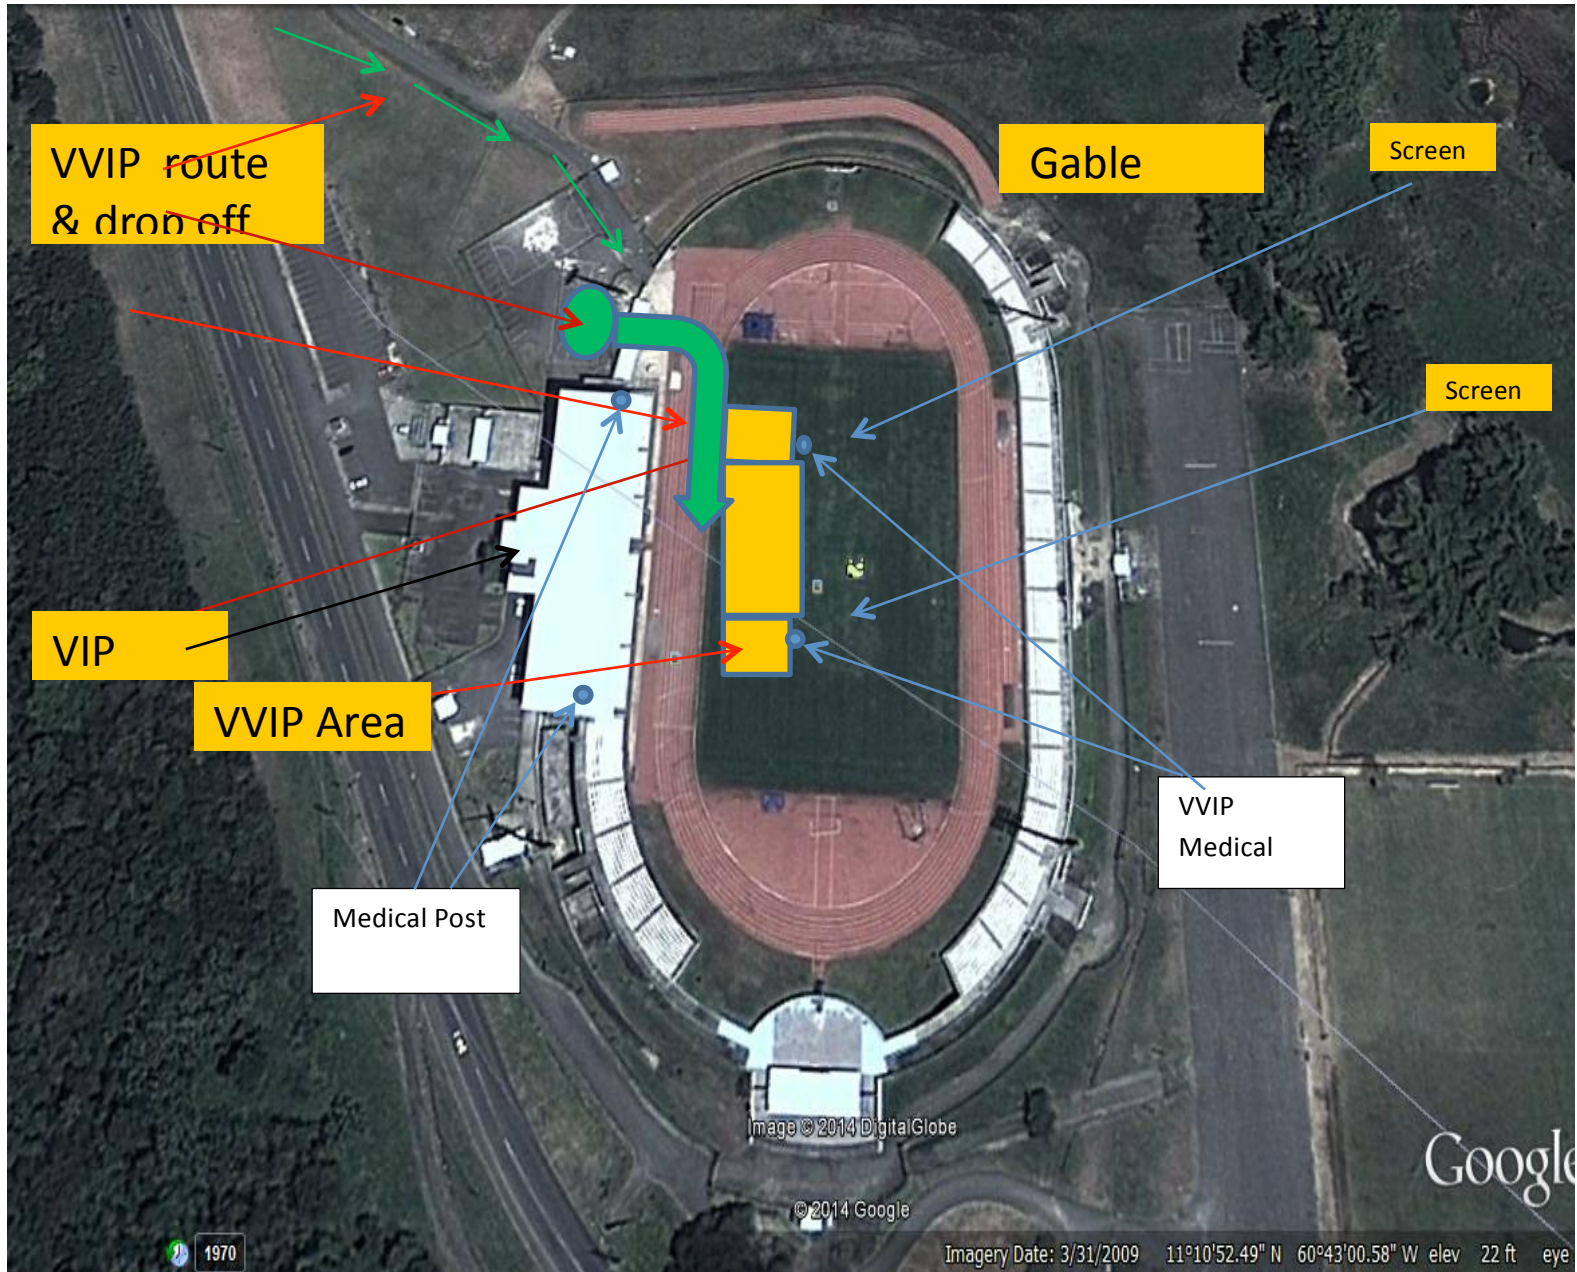 VVIP route
& drop off
Gable
Screen
Screen
VIP
VVIP Area
VVIP
Medical
Medical Post
Image © 2014 DigitalGlobe
Google
© 2014 Google
1970
Imagery Date: 3/31/2009 11°10'52.49" N 60°43'00.58" W elev 22 ft eye